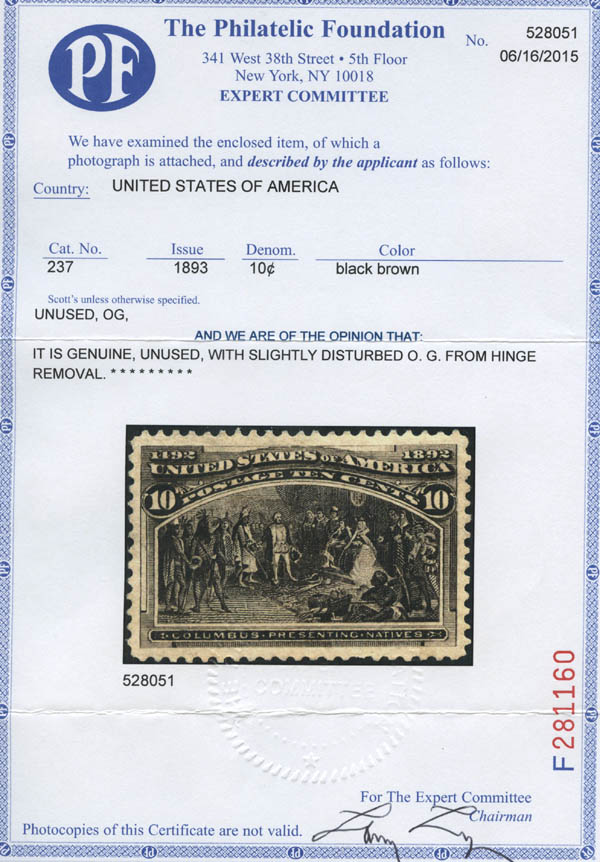 PF
The Philatelic Foundation
No. 528051
341 West 38th Street • 5th Floor
06/16/2015
New York, NY 10018
EXPERT COMMITTEE
We have examined the enclosed item, of which a
photograph is attached, and described by the applicant as follows:
Country: UNITED STATES OF AMERICA
Cat. No. Issue Denom. Color
237 1893 10¢ black brown
Scott's unless otherwise specified.
UNUSED, OG,
AND WE ARE OF THE OPINION THAT:
IT IS GENUINE, UNUSED, WITH SLIGHTLY DISTURBED O. G. FROM HINGE
REMOVAL. * * * * * * * * *
1492 1892
UNITED STATES OF AMERICA
10 POSTAGE TEN CENTS 10
COLUMBUS·PRESENTING·NATIVES
528051
COMMITTEE
F 281160
For The Expert Committee
Chairman
Photocopies of this Certificate are not valid.